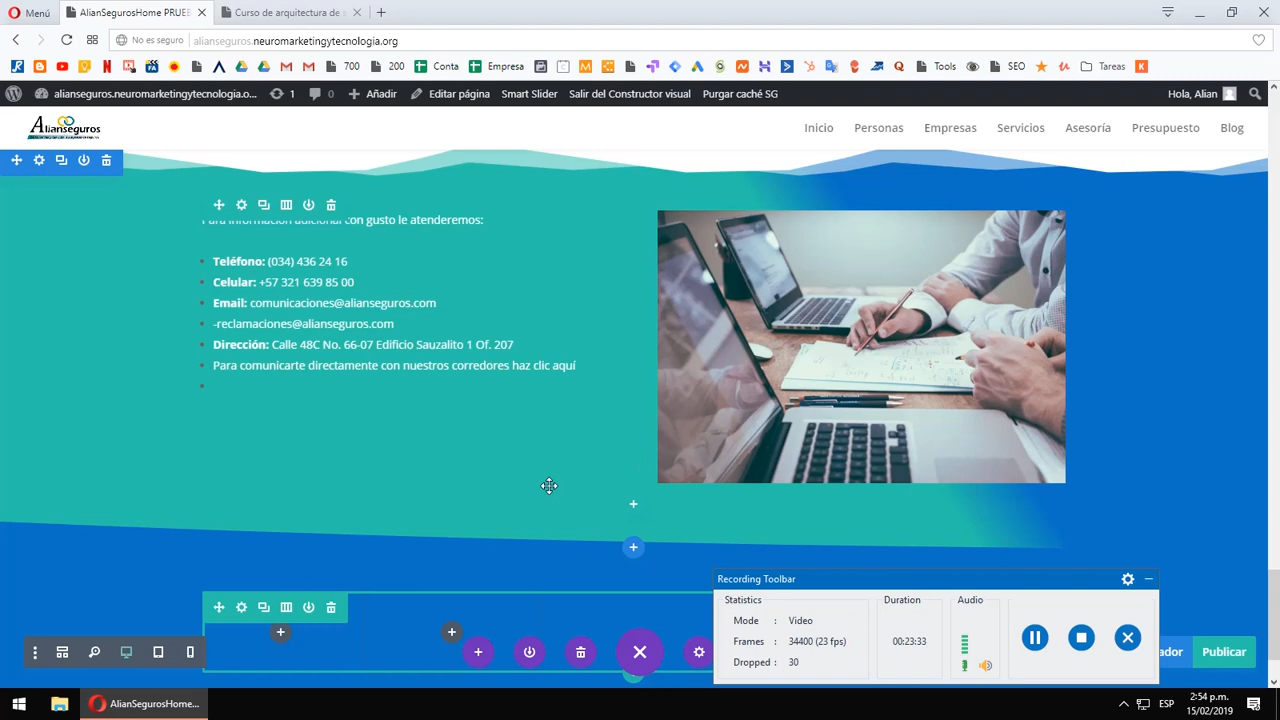 Menú
AlianSegurosHome PRUEB
Curso de arquitectura de s
No es seguro
alianseguros.neuromarketingytecnologia.org
700
200
Conta
Empresa
Tools
SEO
Tareas
alianseguros.neuromarketingytecnologia.o...
1
0
Añadir
Editar página
Smart Slider
Salir del Constructor visual
Purgar caché SG
Hola, Alian
Alianseguros
Inicio
Personas
Empresas
Servicios
Asesoría
Presupuesto
Blog
Para información adicional con gusto le atenderemos:
Teléfono: (034) 436 24 16
Celular: +57 321 639 85 00
Email: comunicaciones@alianseguros.com
-reclamaciones@alianseguros.com
Dirección: Calle 48C No. 66-07 Edificio Sauzalito 1 Of. 207
Para comunicarte directamente con nuestros corredores haz clic aquí
Recording Toolbar
Statistics
Mode : Video
Frames : 34400 (23 fps)
Dropped : 30
Duration
00:23:33
Audio
ador
Publicar
AlianSegurosHome...
ESP
2:54 p.m.
15/02/2019